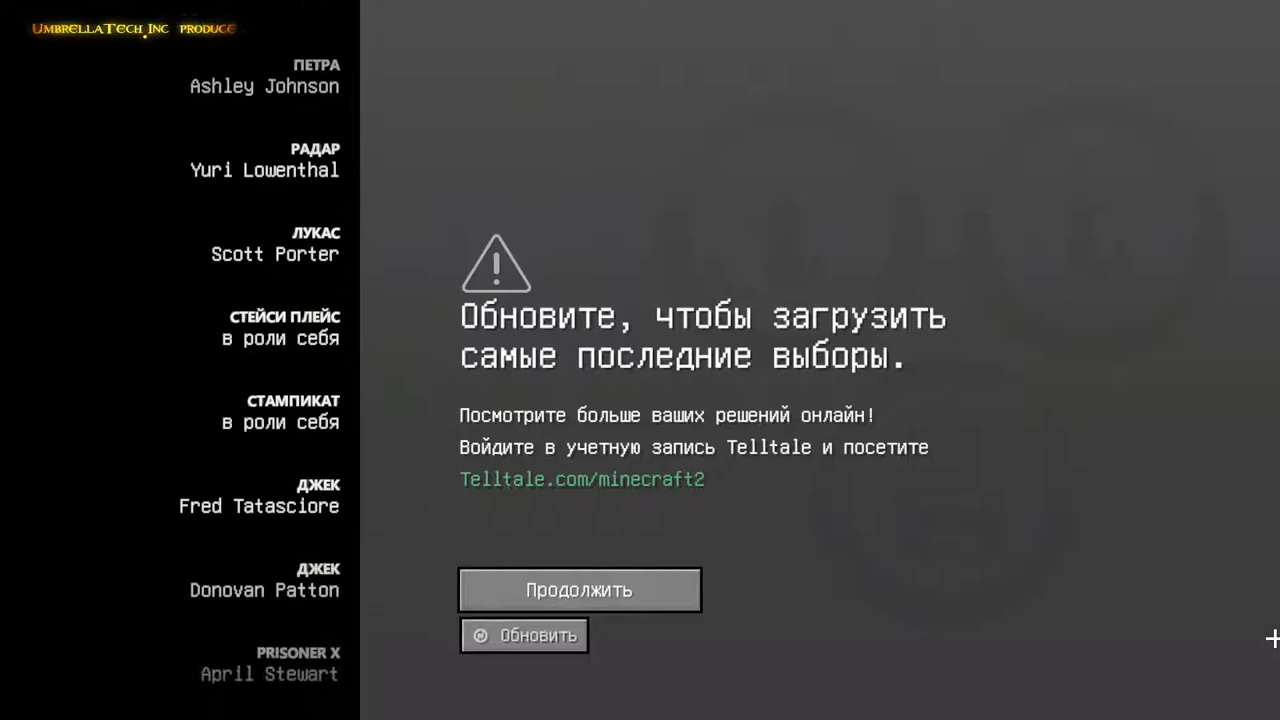 UmbrellaTech.Inc produce
ПЕТРА
Ashley Johnson
РАДАР
Yuri Lowenthal
ЛУКАС
Scott Porter
СТЕЙСИ ПЛЕЙС
в роли себя
СТАМПИКАТ
в роли себя
ДЖЕК
Fred Tatasciore
ДЖЕК
Donovan Patton
PRISONER X
April Stewart
Обновите, чтобы загрузить
самые последние выборы.
Посмотрите больше ваших решений онлайн!
Войдите в учетную запись Telltale и посетите
Telltale.com/minecraft2
Продолжить
Обновить